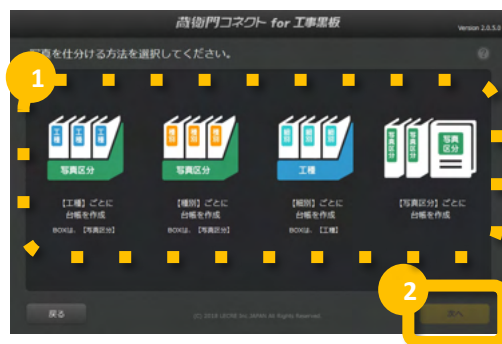 蔵衛門コネクト for 工事黒板
Version 2.0.5.0
写真を仕分ける方法を選択してください。
?
1
工種 工種 工種
写真区分
【工種】ごとに
台帳を作成
BOXは、【写真区分】
種別 種別 種別
写真区分
【種別】ごとに
台帳を作成
BOXは、【写真区分】
細別 細別 細別
工種
【細別】ごとに
台帳を作成
BOXは、【工種】
写真区分 写真区分 写真区分
【写真区分】ごとに
台帳を作成
2
戻る
(C) 2018 LECRE Inc.JAPAN All Rights Reserved.
次へ